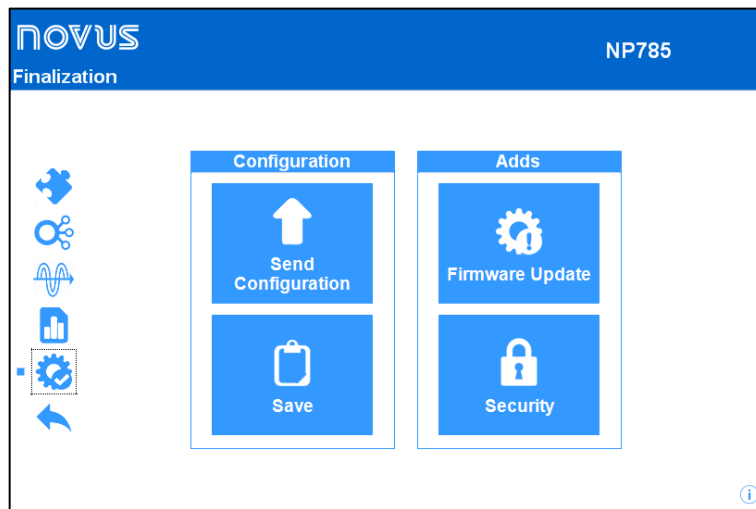 NOVUS
NP785
Finalization
Configuration
Adds
Send
Configuration
Firmware Update
Save
Security